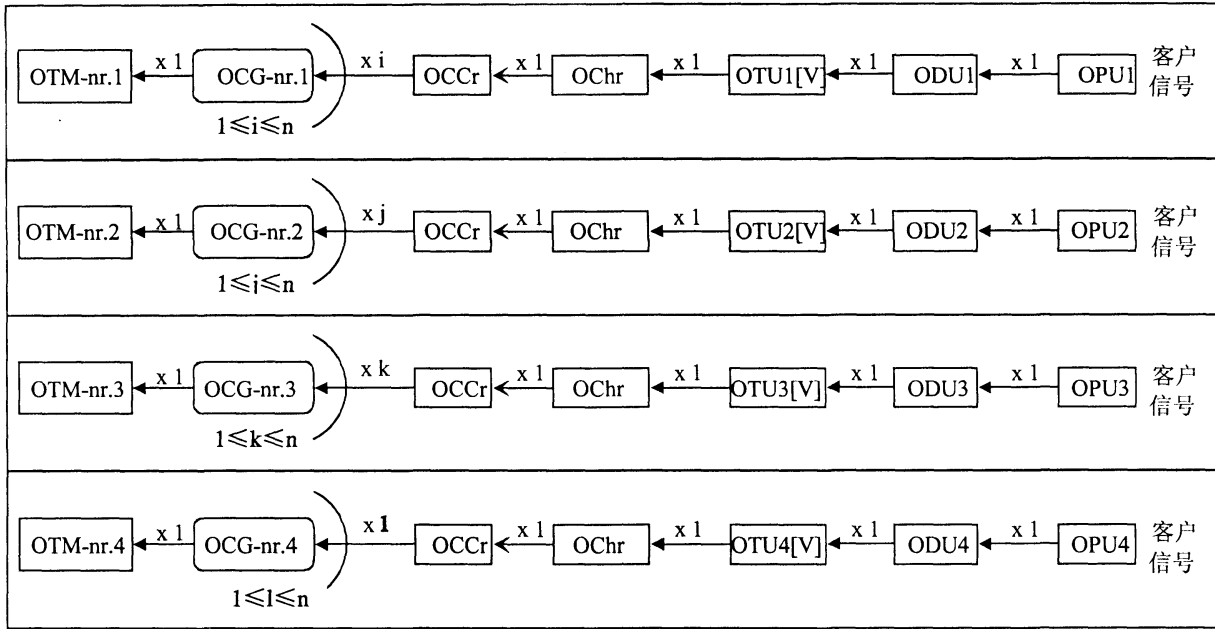 x 1 x i x 1 x 1 x 1 x 1 客户
OTM-nr.1 OCG-nr.1 OCCr OChr OTU1[V] ODU1 OPU1 信号
1≤i≤n
x 1 x j x 1 x 1 x 1 x 1 客户
OTM-nr.2 OCG-nr.2 OCCr OChr OTU2[V] ODU2 OPU2 信号
1≤j≤n
x 1 x k x 1 x 1 x 1 x 1 客户
OTM-nr.3 OCG-nr.3 OCCr OChr OTU3[V] ODU3 OPU3 信号
1≤k≤n
x 1 x l x 1 x 1 x 1 x 1 客户
OTM-nr.4 OCG-nr.4 OCCr OChr OTU4[V] ODU4 OPU4 信号
1≤l≤n